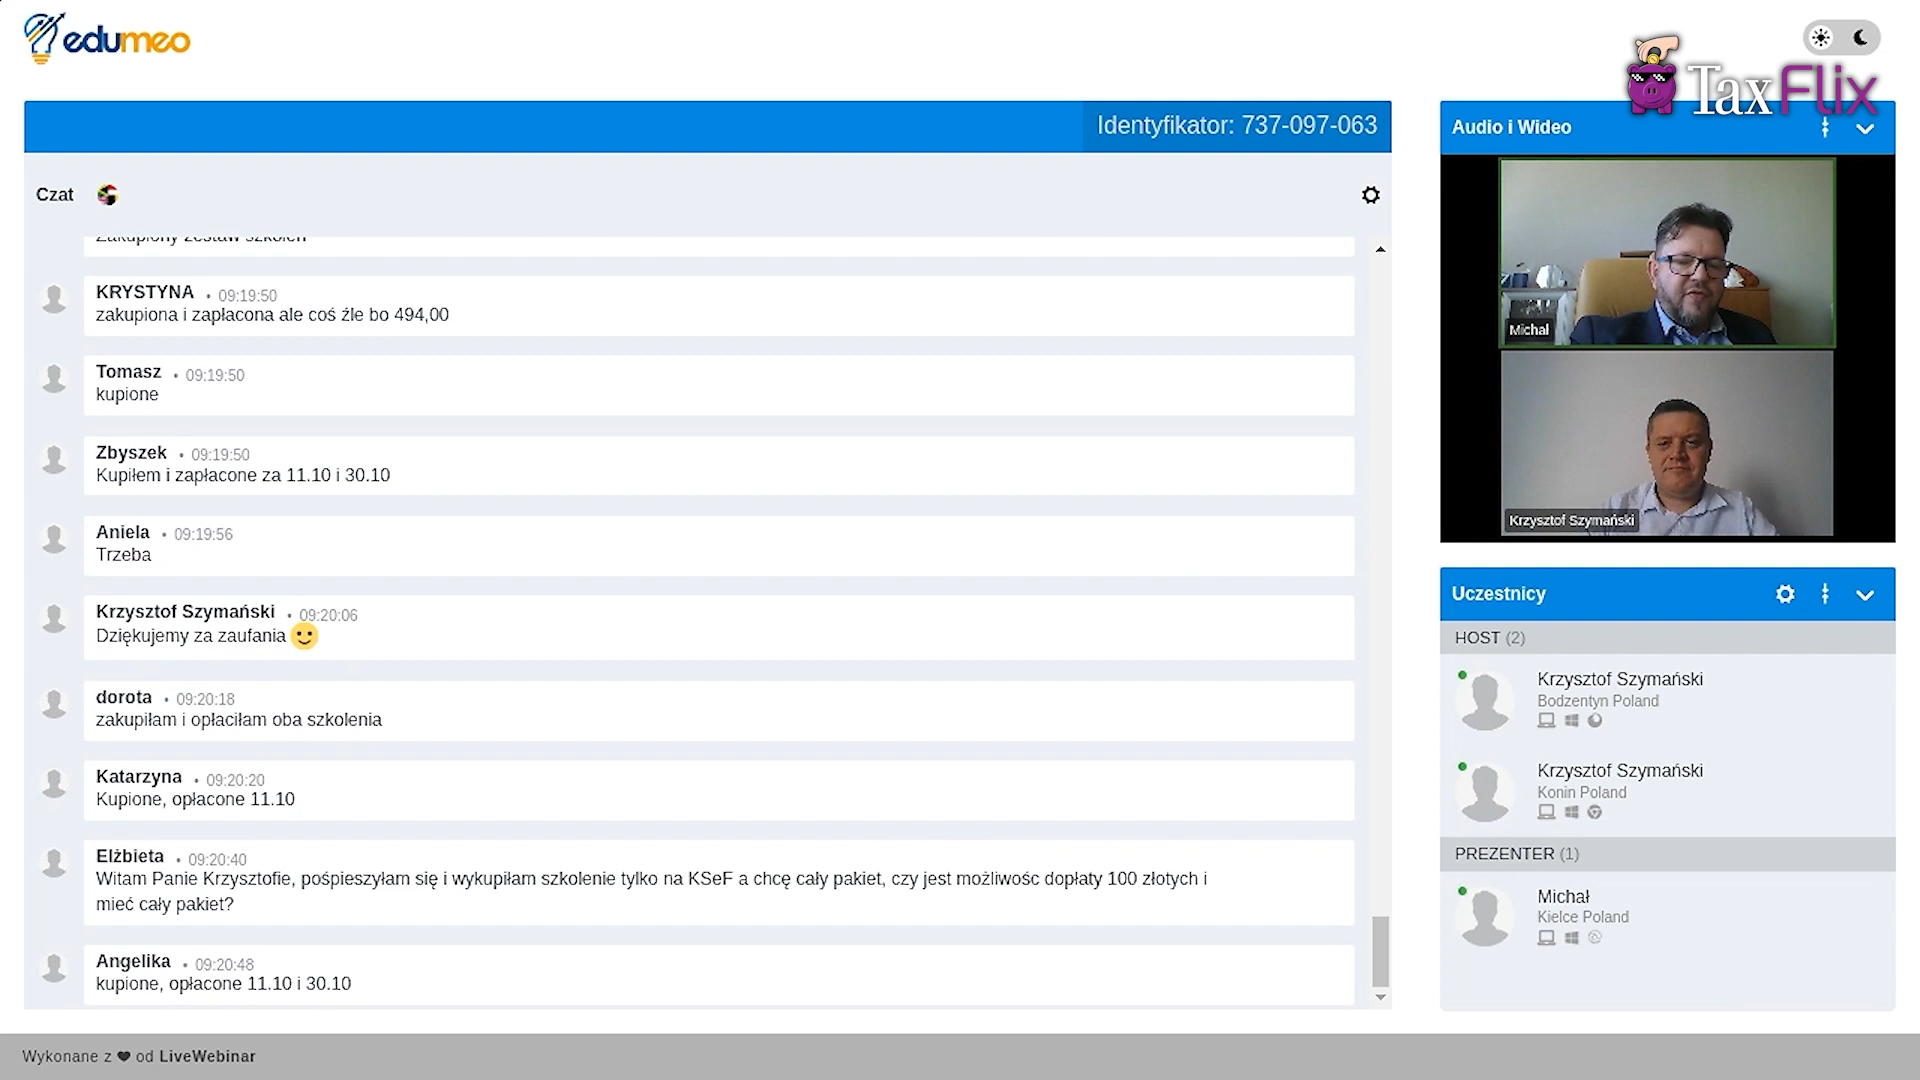 edumeo
TaxFlix
Identyfikator: 737-097-063
Czat
Zakupiony zestaw szkoleń
KRYSTYNA • 09:19:50
zakupiona i zapłacona ale coś źle bo 494,00
Tomasz • 09:19:50
kupione
Zbyszek • 09:19:50
Kupiłem i zapłacone za 11.10 i 30.10
Aniela • 09:19:56
Trzeba
Krzysztof Szymański • 09:20:06
Dziękujemy za zaufania
dorota • 09:20:18
zakupiłam i opłaciłam oba szkolenia
Katarzyna • 09:20:20
Kupione, opłacone 11.10
Elżbieta • 09:20:40
Witam Panie Krzysztofie, pośpieszyłam się i wykupiłam szkolenie tylko na KSeF a chcę cały pakiet, czy jest możliwośc dopłaty 100 złotych i
mieć cały pakiet?
Angelika • 09:20:48
kupione, opłacone 11.10 i 30.10
Audio i Wideo
Michal
Krzysztof Szymański
Uczestnicy
HOST (2)
Krzysztof Szymański
Bodzentyn Poland
Krzysztof Szymański
Konin Poland
PREZENTER (1)
Michał
Kielce Poland
Wykonane z ❤ od LiveWebinar